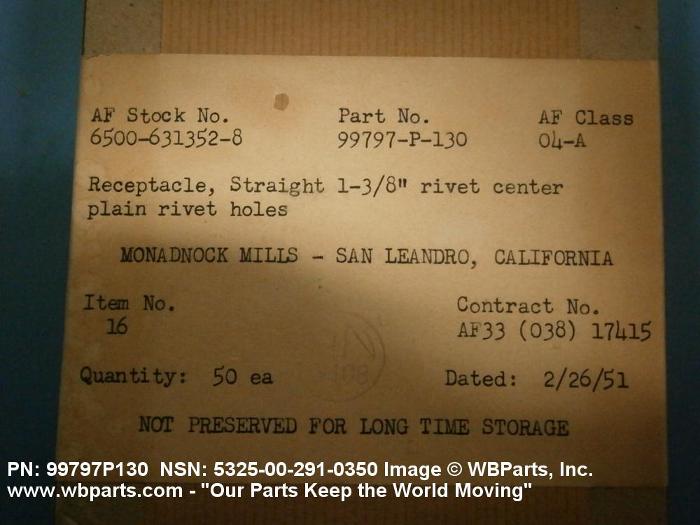 AF Stock No. Part No. AF Class
6500-631352-8 99797-P-130 04-A
Receptacle, Straight 1-3/8" rivet center
plain rivet holes
MONADNOCK MILLS - SAN LEANDRO, CALIFORNIA
Item No. Contract No.
16 AF33 (038) 17415
Quantity: 50 ea Dated: 2/26/51
NOT PRESERVED FOR LONG TIME STORAGE
PN: 99797P130 NSN: 5325-00-291-0350 Image © WBParts, Inc.
www.wbparts.com - "Our Parts Keep the World Moving"